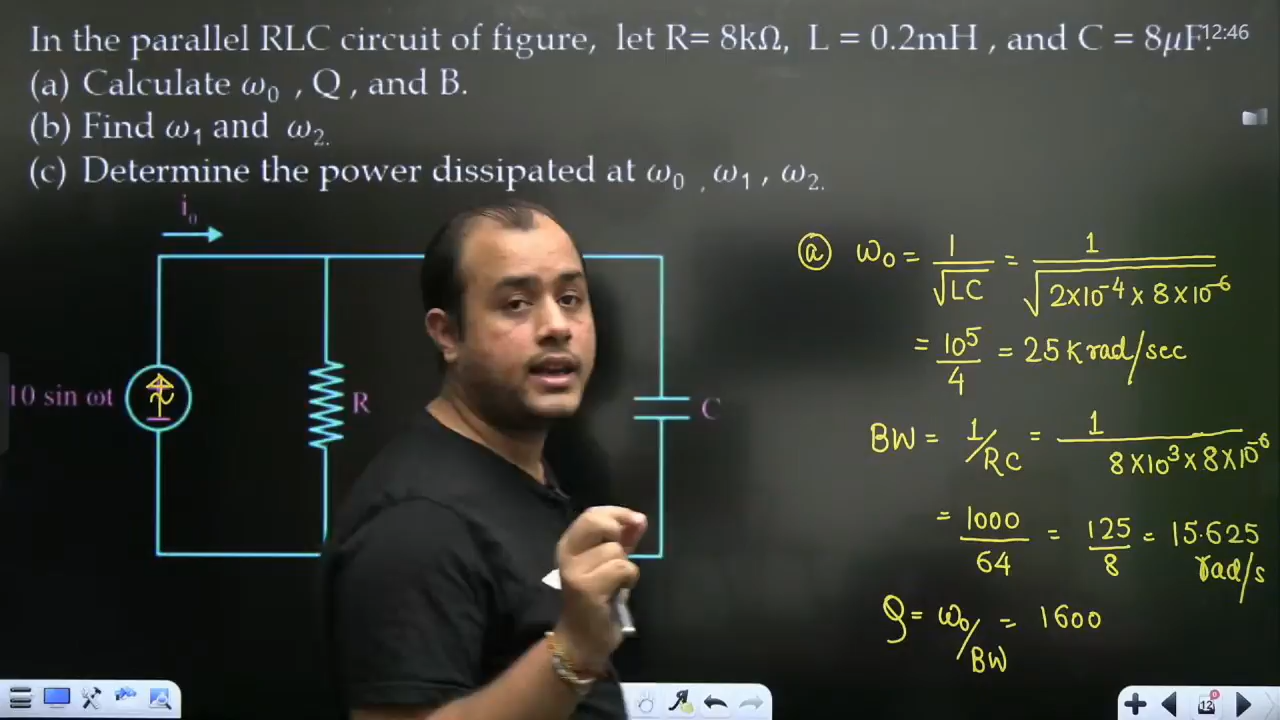 In the parallel RLC circuit of figure, let R= 8kΩ, L = 0.2mH , and C = 8μF.
12:46
(a) Calculate ω₀ , Q , and B.
(b) Find ω₁ and ω₂.
(c) Determine the power dissipated at ω₀ , ω₁ , ω₂.
i₀
10 sin ωt
R
C
ⓐ ω₀ = 1/√LC = 1/√2×10⁻⁴ × 8×10⁻⁶
= 10⁵/4 = 25 K rad/sec
BW = 1/RC = 1/8×10³×8×10⁻⁶
= 1000/64 = 125/8 = 15.625
rad/s
Q = ω₀/BW = 1600
12